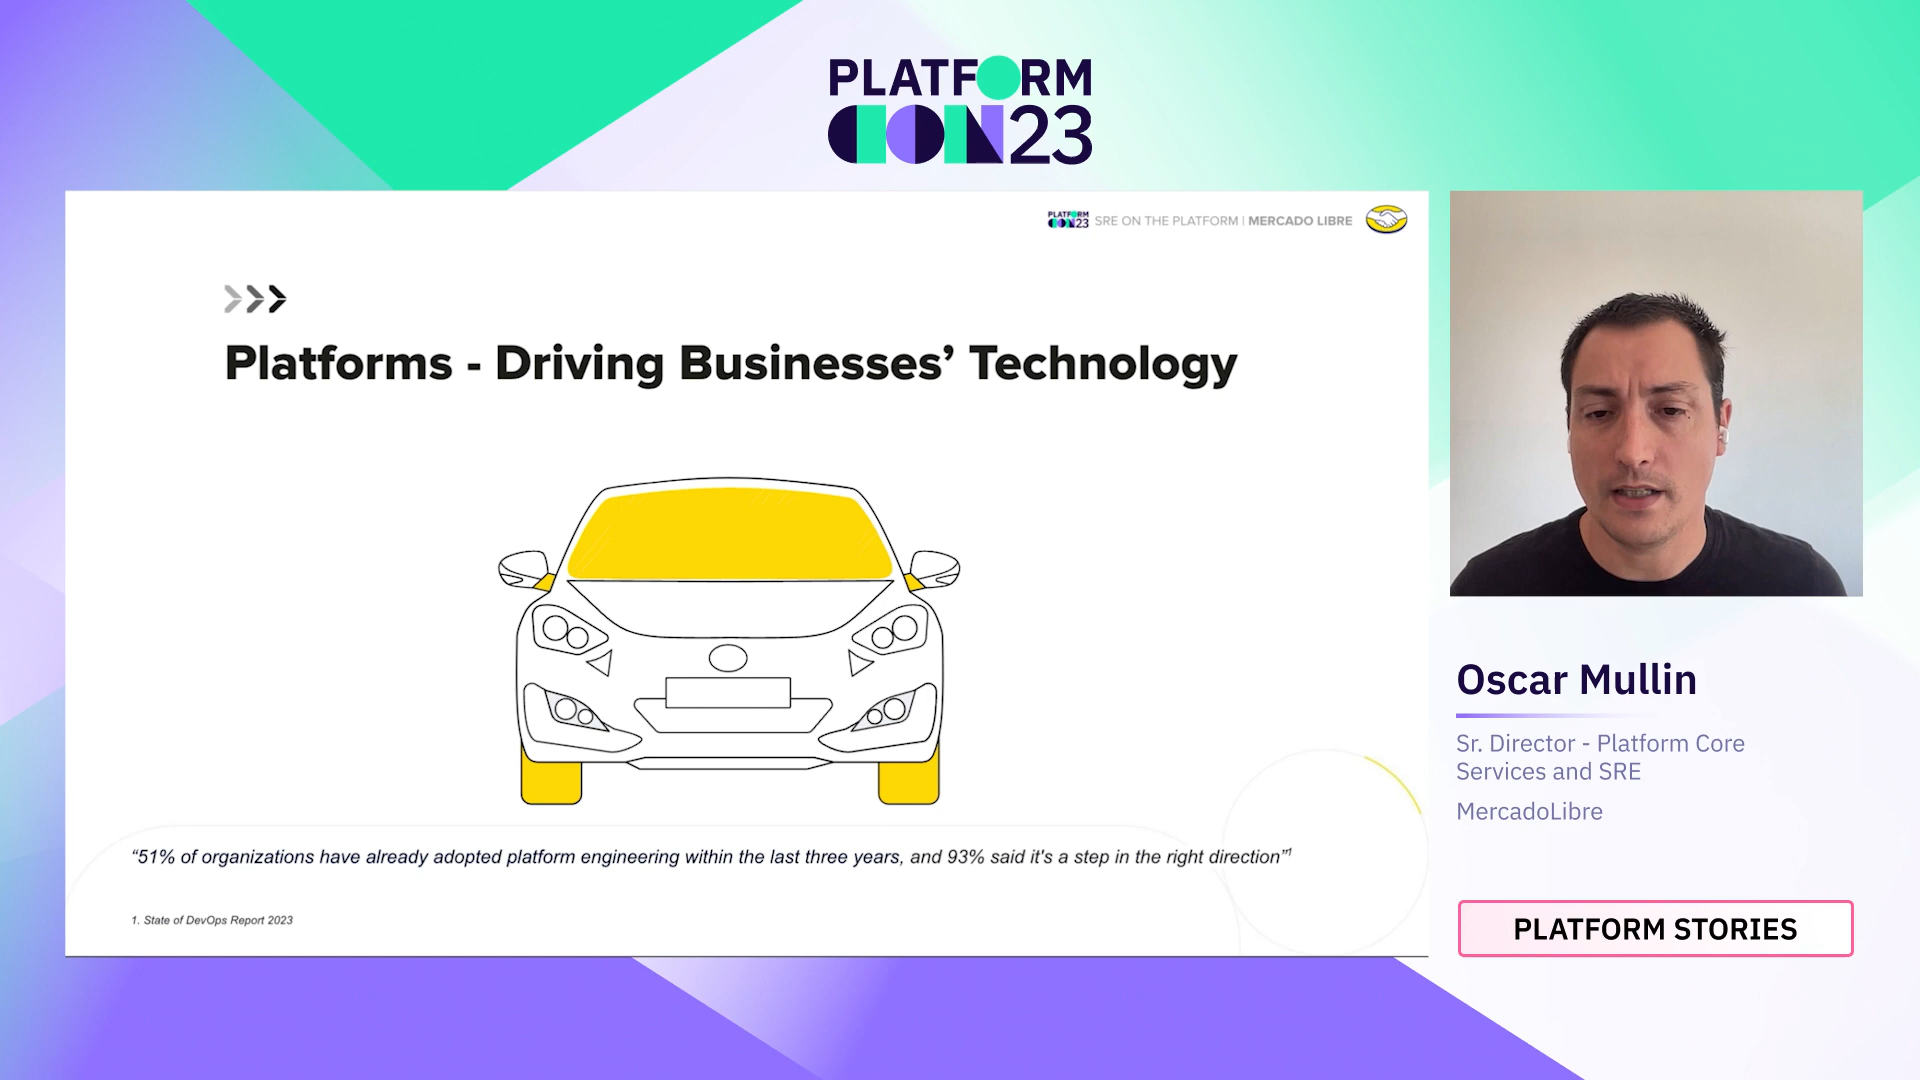 PLATFORM
CON23
PLATFORM
CON23
SRE ON THE PLATFORM | MERCADO LIBRE
Platforms - Driving Businesses’ Technology
“51% of organizations have already adopted platform engineering within the last three years, and 93% said it's a step in the right direction”¹
1. State of DevOps Report 2023
Oscar Mullin
Sr. Director - Platform Core
Services and SRE
MercadoLibre
PLATFORM STORIES